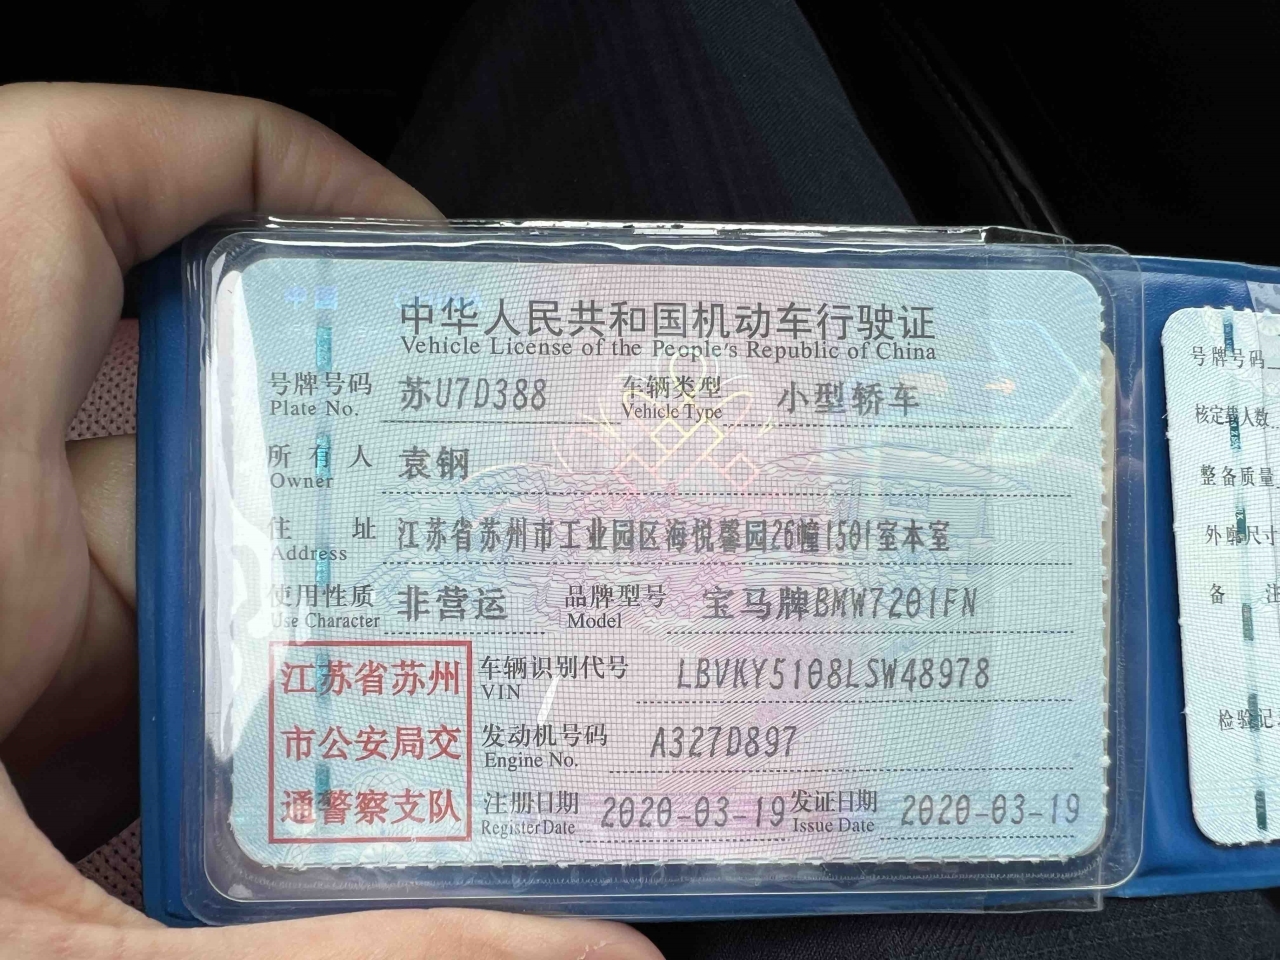 中华人民共和国机动车行驶证
Vehicle License of the People's Republic of China
号牌号码 苏U7D388 车辆类型 小型轿车
Plate No. Vehicle Type
所有人 袁钢
Owner
住址 江苏省苏州市工业园区海悦馨园26幢1501室本室
Address
使用性质 非营运 品牌型号 宝马牌BMW7201FN
Use Character Model
江苏省苏州
市公安局交
通警察支队
车辆识别代号 LBVKY5108LSW48978
VIN
发动机号码 A327D897
Engine No.
注册日期 2020-03-19 发证日期 2020-03-19
Register Date Issue Date
号牌号码
核定载人数
整备质量
外廓尺寸
备 注
检验记